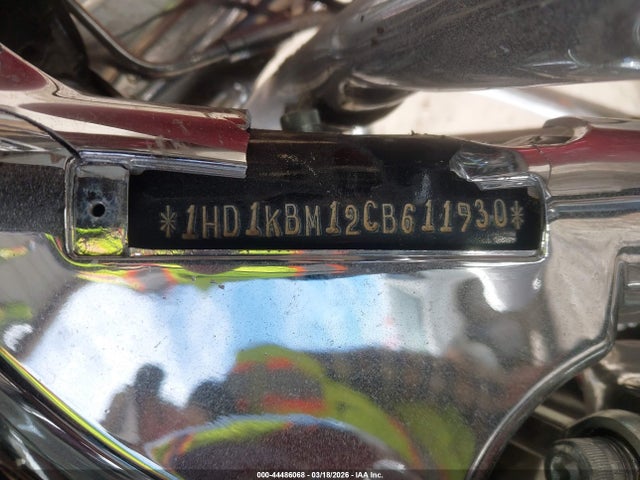 *1HD1KBM12CB611930*
000-44486068 - 03/18/2026 - IAA Inc.